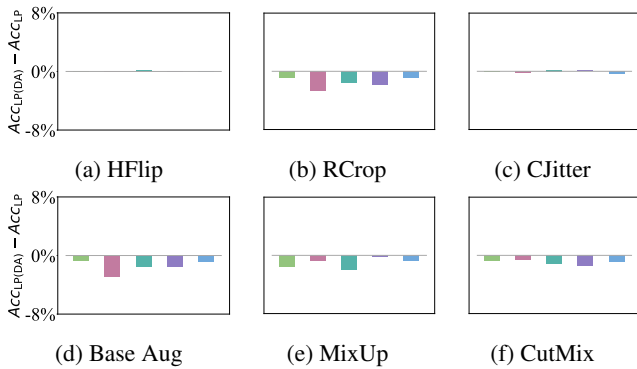 8%
0%
-8%
Acc_LP(DA) − Acc_LP
(a) HFlip
(b) RCrop
(c) CJitter
8%
0%
-8%
Acc_LP(DA) − Acc_LP
(d) Base Aug
(e) MixUp
(f) CutMix